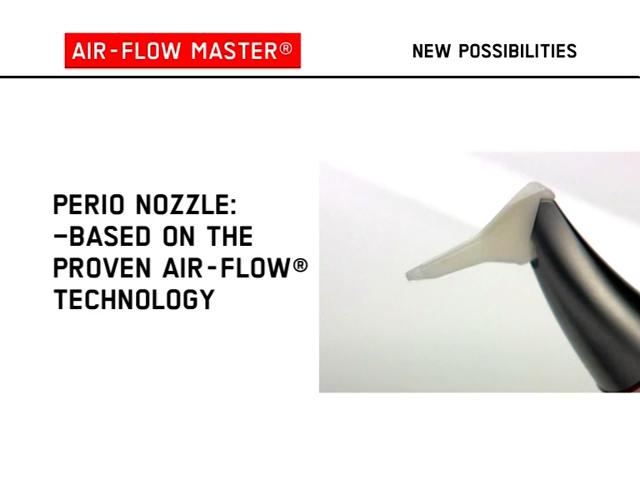 AIR-FLOW MASTER®
NEW POSSIBILITIES
PERIO NOZZLE:
–BASED ON THE
PROVEN AIR-FLOW®
TECHNOLOGY